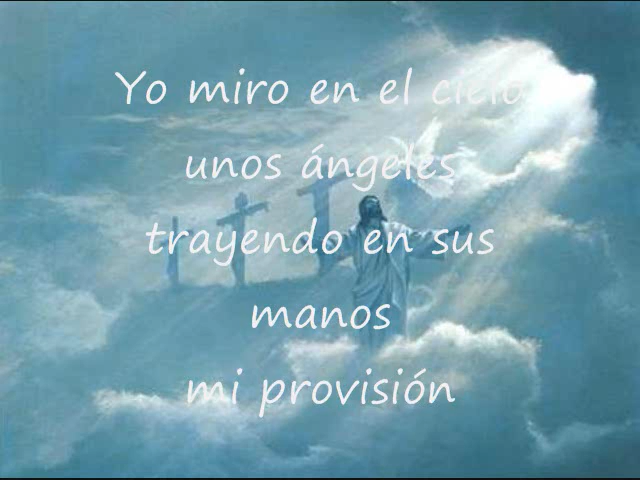 Yo miro en el cielo
unos ángeles
trayendo en sus
manos
mi provisión